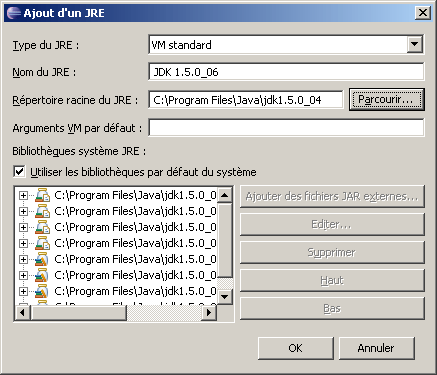 Ajout d'un JRE
Type du JRE : VM standard
Nom du JRE : JDK 1.5.0_06
Répertoire racine du JRE : C:\Program Files\Java\jdk1.5.0_04 Parcourir...
Arguments VM par défaut :
Bibliothèques système JRE :
Utiliser les bibliothèques par défaut du système
C:\Program Files\Java\jdk1.5.0_0 Ajouter des fichiers JAR externes...
C:\Program Files\Java\jdk1.5.0_0 Editer...
C:\Program Files\Java\jdk1.5.0_0
C:\Program Files\Java\jdk1.5.0_0 Supprimer
C:\Program Files\Java\jdk1.5.0_0 Haut
C:\Program Files\Java\jdk1.5.0_0
C:\Program Files\Java\jdk1.5.0_0 Bas
OK Annuler